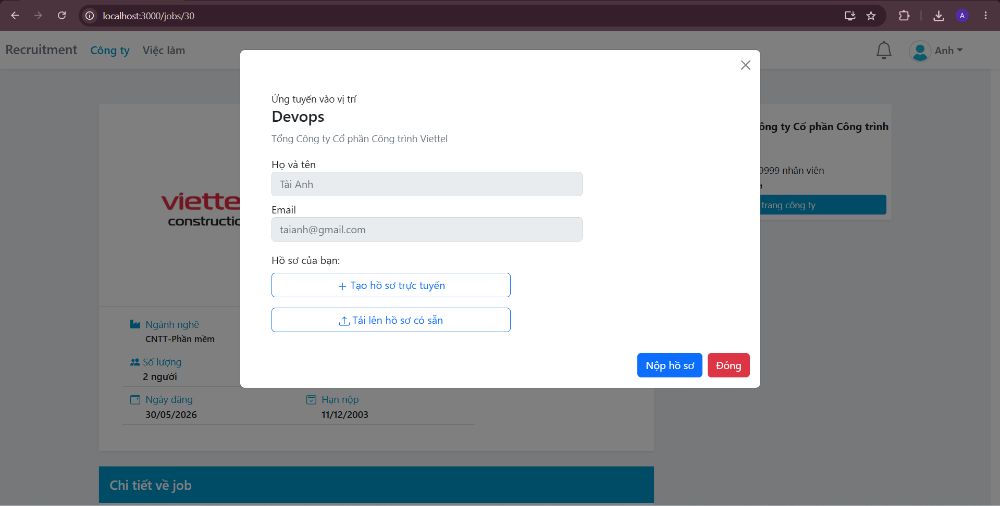 localhost:3000/jobs/30
A
Recruitment Công ty Việc làm
Anh
Ứng tuyển vào vị trí
Devops
Tổng Công ty Cổ phần Công trình Viettel
Họ và tên
Tài Anh
Email
taianh@gmail.com
Hồ sơ của bạn:
Tạo hồ sơ trực tuyến
Tải lên hồ sơ có sẵn
Nộp hồ sơ Đóng
viette
constructio
ông ty Cổ phần Công trình
9999 nhân viên
a
trang công ty
Ngành nghề
CNTT-Phần mềm
Số lượng
2 người
Ngày đăng
30/05/2026
Hạn nộp
11/12/2003
Chi tiết về job